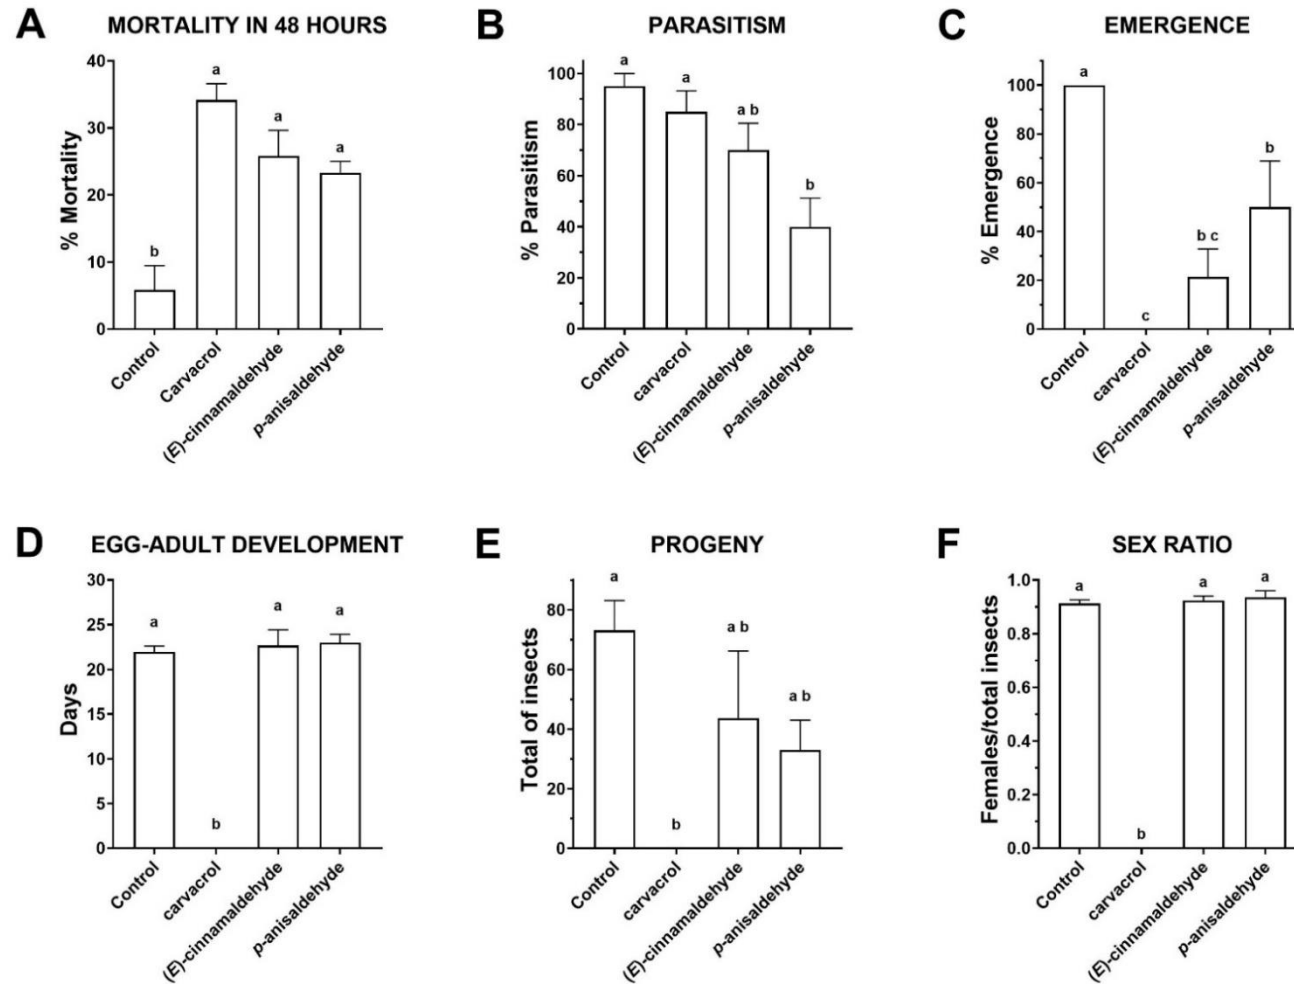 A MORTALITY IN 48 HOURS
% Mortality
40
30
20
10
0
b
a
a
a
Control
Carvacrol
(E)-cinnamaldehyde
p-anisaldehyde
B PARASITISM
% Parasitism
100
80
60
40
20
0
a
a
a b
b
Control
carvacrol
(E)-cinnamaldehyde
p-anisaldehyde
C EMERGENCE
% Emergence
100
80
60
40
20
0
a
c
b c
b
Control
carvacrol
(E)-cinnamaldehyde
p-anisaldehyde
D EGG-ADULT DEVELOPMENT
Days
30
25
20
15
10
5
0
a
b
a
a
Control
carvacrol
(E)-cinnamaldehyde
p-anisaldehyde
E PROGENY
Total of insects
80
60
40
20
0
a
b
a b
a b
Control
carvacrol
(E)-cinnamaldehyde
p-anisaldehyde
F SEX RATIO
Females/total insects
1.0
0.8
0.6
0.4
0.2
0.0
a
b
a
a
Control
carvacrol
(E)-cinnamaldehyde
p-anisaldehyde